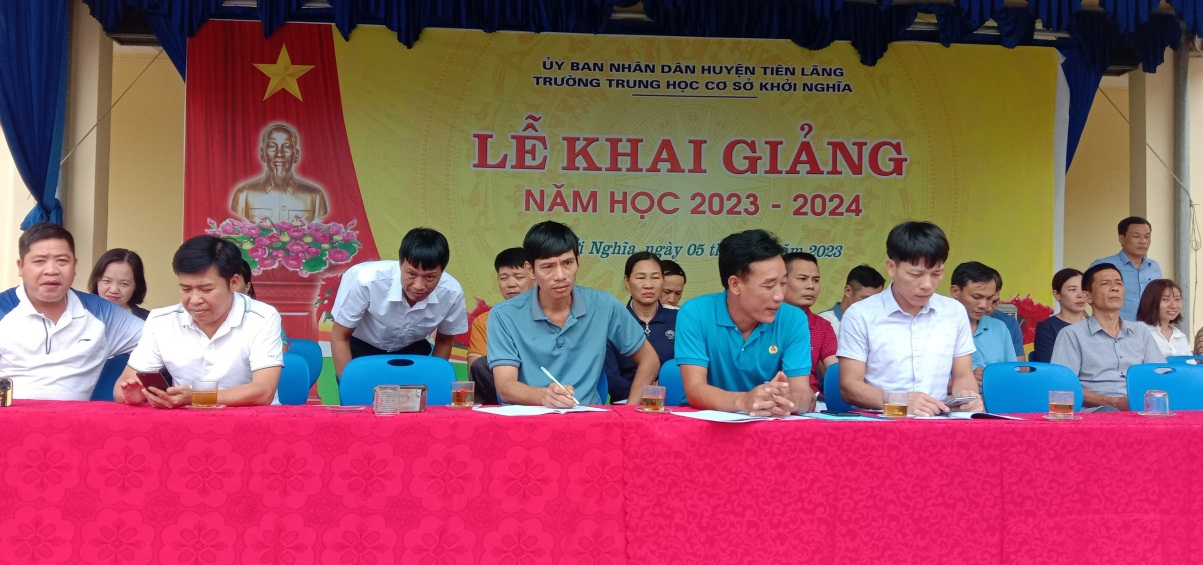 ỦY BAN NHÂN DÂN HUYỆN TIÊN LÃNG
TRƯỜNG TRUNG HỌC CƠ SỞ KHỞI NGHĨA
LỄ KHAI GIẢNG
NĂM HỌC 2023 - 2024
Nghĩa, ngày 05 năm 2023